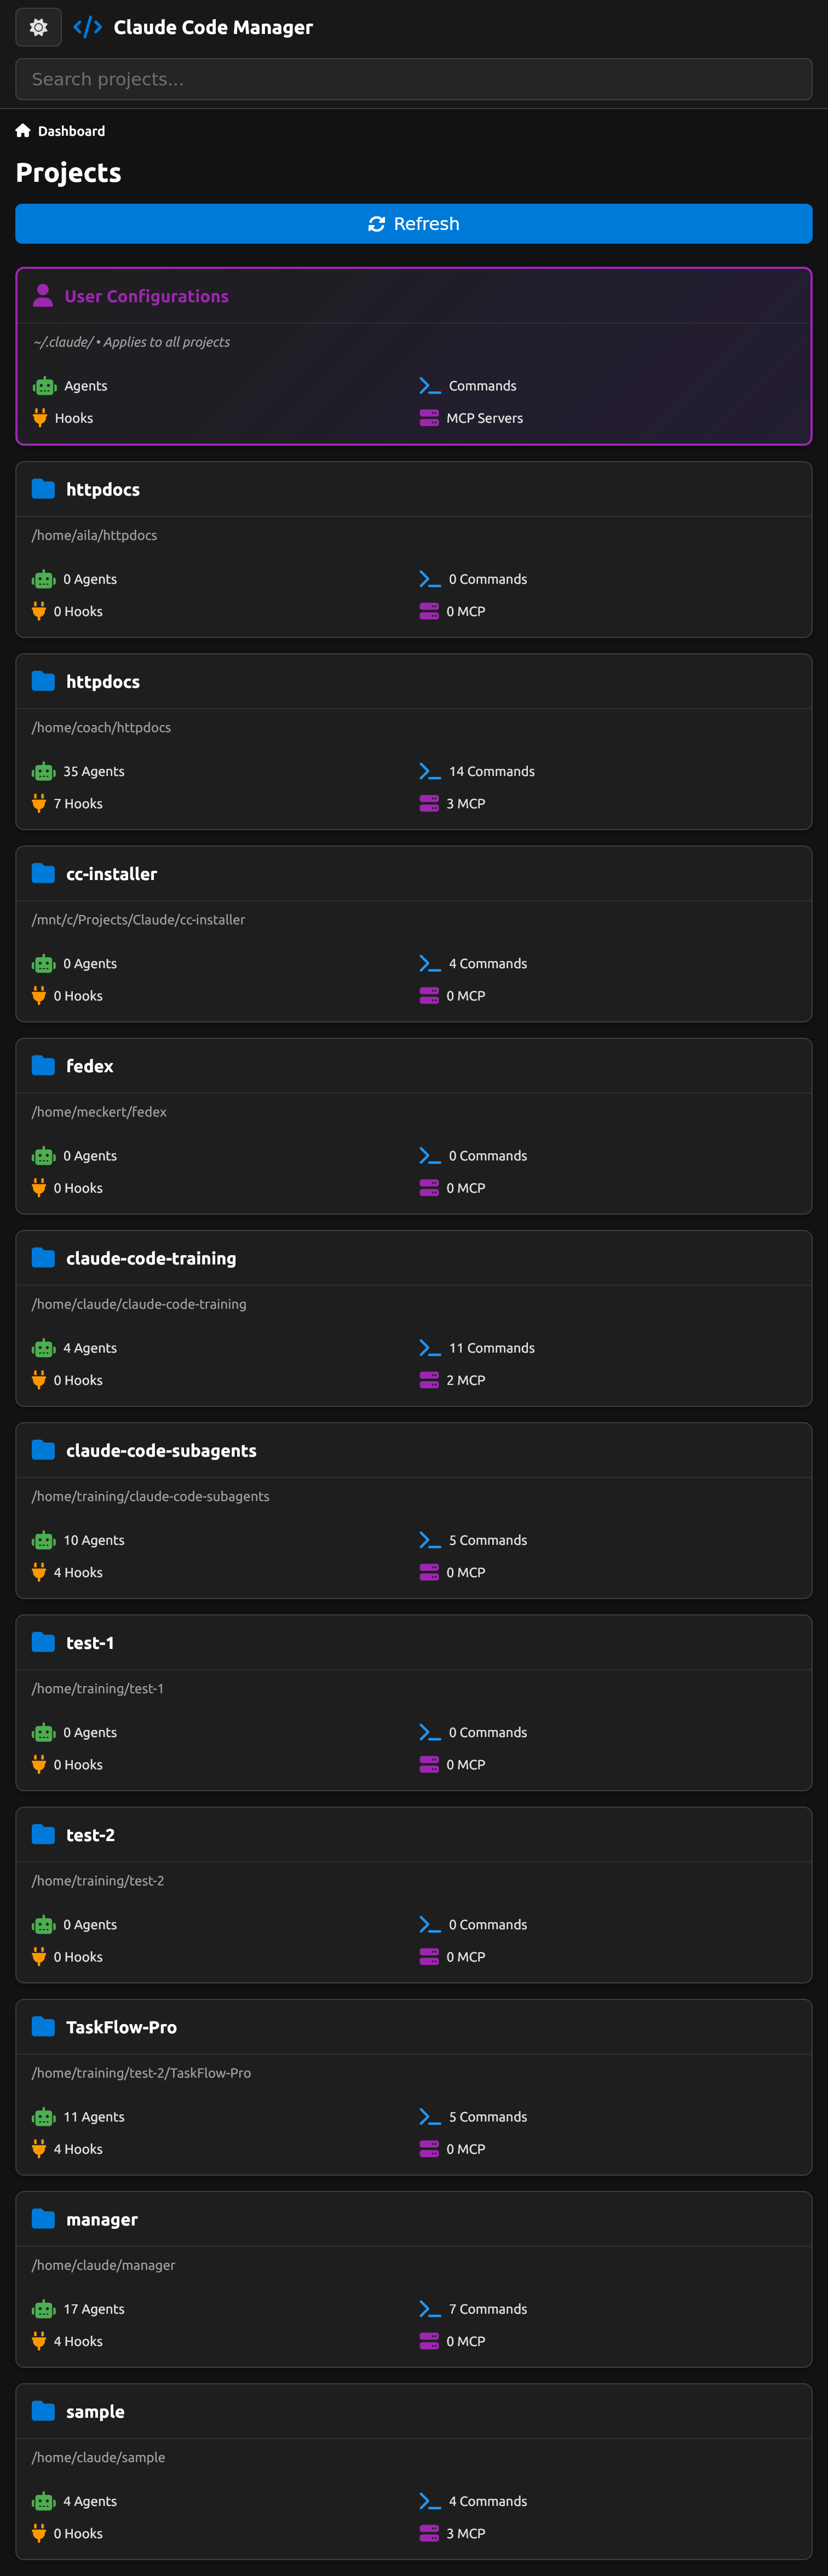 Claude Code Manager
Search projects...
Dashboard
Projects
Refresh
User Configurations
~/.claude/ • Applies to all projects
Agents
Commands
Hooks
MCP Servers
httpdocs
/home/aila/httpdocs
0 Agents
0 Commands
0 Hooks
0 MCP
httpdocs
/home/coach/httpdocs
35 Agents
14 Commands
7 Hooks
3 MCP
cc-installer
/mnt/c/Projects/Claude/cc-installer
0 Agents
4 Commands
0 Hooks
0 MCP
fedex
/home/meckert/fedex
0 Agents
0 Commands
0 Hooks
0 MCP
claude-code-training
/home/claude/claude-code-training
4 Agents
11 Commands
0 Hooks
2 MCP
claude-code-subagents
/home/training/claude-code-subagents
10 Agents
5 Commands
4 Hooks
0 MCP
test-1
/home/training/test-1
0 Agents
0 Commands
0 Hooks
0 MCP
test-2
/home/training/test-2
0 Agents
0 Commands
0 Hooks
0 MCP
TaskFlow-Pro
/home/training/test-2/TaskFlow-Pro
11 Agents
5 Commands
4 Hooks
0 MCP
manager
/home/claude/manager
17 Agents
7 Commands
4 Hooks
0 MCP
sample
/home/claude/sample
4 Agents
4 Commands
0 Hooks
3 MCP